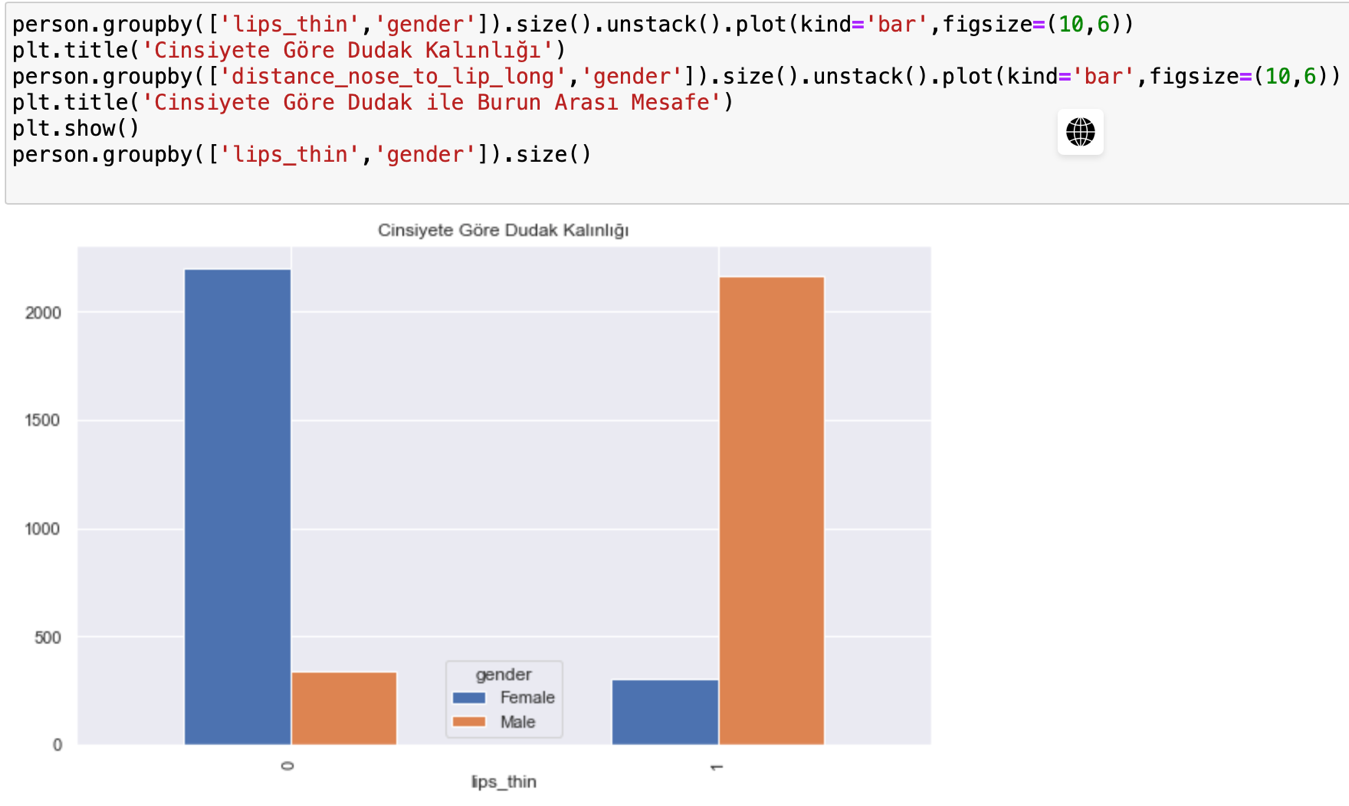 person.groupby(['lips_thin','gender']).size().unstack().plot(kind='bar',figsize=(10,6))
plt.title('Cinsiyete Göre Dudak Kalınlığı')
person.groupby(['distance_nose_to_lip_long','gender']).size().unstack().plot(kind='bar',figsize=(10,6))
plt.title('Cinsiyete Göre Dudak ile Burun Arası Mesafe')
plt.show()
person.groupby(['lips_thin','gender']).size()
Cinsiyete Göre Dudak Kalınlığı
2000
1500
1000
500
0
gender
Female
Male
0
1
lips_thin